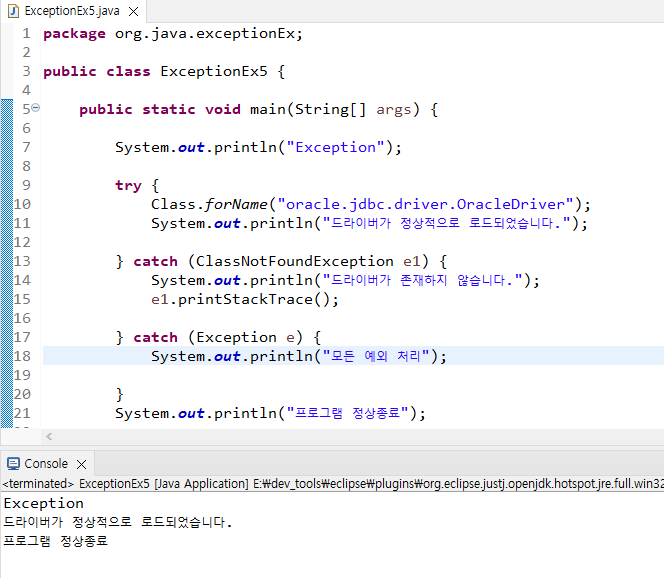 ExceptionEx5.java
1 package org.java.exceptionEx;
2
3 public class ExceptionEx5 {
4
5 public static void main(String[] args) {
6
7 System.out.println("Exception");
8
9 try {
10 Class.forName("oracle.jdbc.driver.OracleDriver");
11 System.out.println("드라이버가 정상적으로 로드되었습니다.");
12
13 } catch (ClassNotFoundException e1) {
14 System.out.println("드라이버가 존재하지 않습니다.");
15 e1.printStackTrace();
16
17 } catch (Exception e) {
18 System.out.println("모든 예외 처리");
19
20 }
21 System.out.println("프로그램 정상종료");
Console
<terminated> ExceptionEx5 [Java Application] E:₩dev_tools₩eclipse₩plugins₩org.eclipse.justj.openjdk.hotspot.jre.full.win32
Exception
드라이버가 정상적으로 로드되었습니다.
프로그램 정상종료